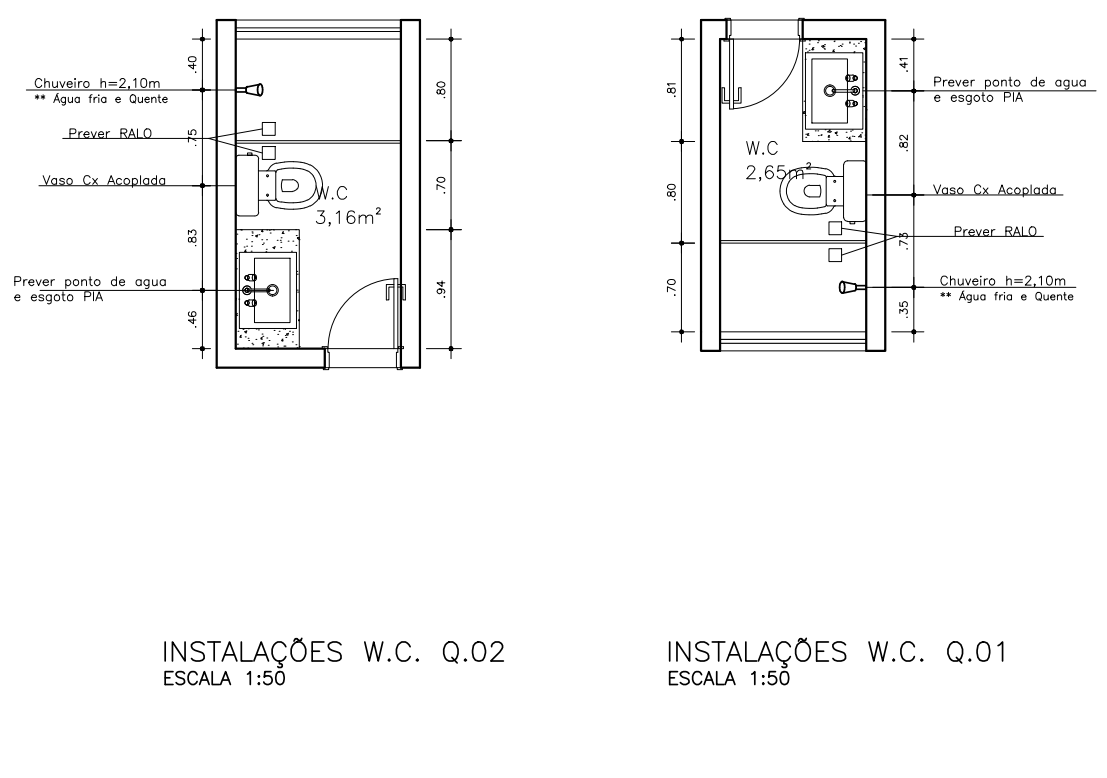 .40
Chuveiro h=2,10m
** Água fria e Quente
.75
Prever RALO
Vaso Cx Acoplada
.83
Prever ponto de agua
e esgoto PIA
.46
W.C
3,16m²
.80
.70
.94
INSTALAÇÕES W.C. Q.02
ESCALA 1:50
.81
.80
.70
W.C
2,65m²
.41
Prever ponto de agua
e esgoto PIA
.82
Vaso Cx Acoplada
.73
Prever RALO
Chuveiro h=2,10m
** Água fria e Quente
.35
INSTALAÇÕES W.C. Q.01
ESCALA 1:50